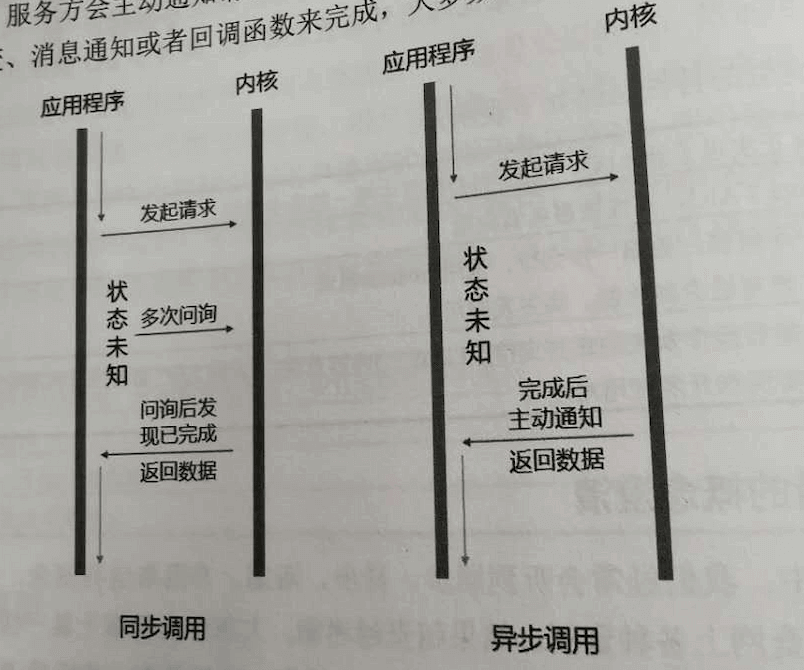 服务方会主动通知
、消息通知或者回调函数来完成，大多
应用程序
内核
发起请求
状态未知
多次问询
问询后发
现已完成
返回数据
同步调用
应用程序
内核
发起请求
状态未知
完成后
主动通知
返回数据
异步调用